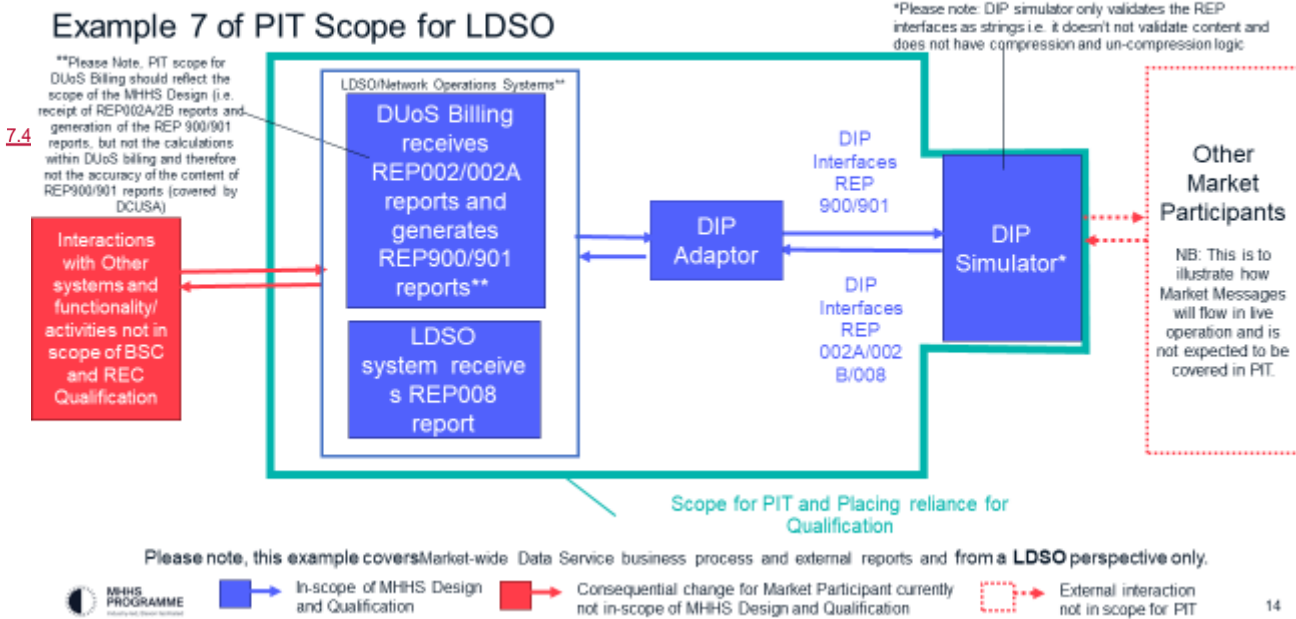 Example 7 of PIT Scope for LDSO
*Please note: DIP simulator only validates the REP
interfaces as strings i.e. it doesn't not validate content and
does not have compression and un-compression logic
**Please Note, PIT scope for
DUoS Billing should reflect the
scope of the MHHS Design (i.e.
receipt of REP002A/2B reports and
generation of the REP 900/901
reports, but not the calculations
within DUoS billing and therefore
not the accuracy of the content of
REP900/901 reports (covered by
DCUSA)
7.4
Interactions
with Other
systems and
functionality/
activities not in
scope of BSC
and REC
Qualification
LDSO/Network Operations Systems**
DUoS Billing
receives
REP002/002A
reports and
generates
REP900/901
reports**
LDSO
system receive
s REP008
report
DIP
Adaptor
DIP
Interfaces
REP
900/901
DIP
Interfaces
REP
002A/002
B/008
DIP
Simulator*
Other
Market
Participants
NB: This is to
illustrate how
Market Messages
will flow in live
operation and is
not expected to be
covered in PIT.
Scope for PIT and Placing reliance for
Qualification
Please note, this example coversMarket-wide Data Service business process and external reports and from a LDSO perspective only.
MHHS
PROGRAMME
In-scope of MHHS Design
and Qualification
Consequential change for Market Participant currently
not in-scope of MHHS Design and Qualification
External interaction
not in scope for PIT
14